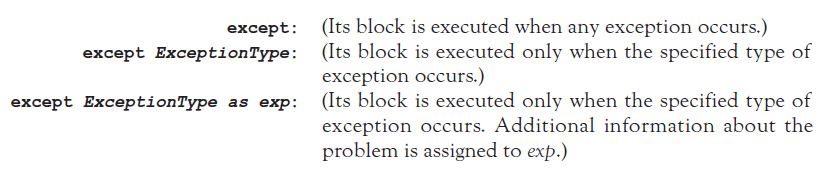 except: (Its block is executed when any exception occurs.)
except ExceptionType: (Its block is executed only when the specified type of
exception occurs.)
except ExceptionType as exp: (Its block is executed only when the specified type of
exception occurs. Additional information about the
problem is assigned to exp.)